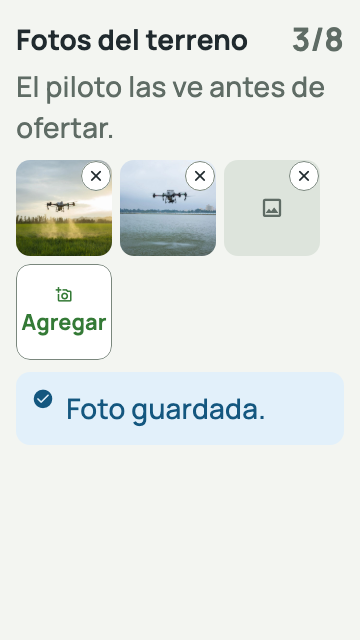 Fotos del terreno 3/8
El piloto las ve antes de
ofertar.
Agregar
Foto guardada.